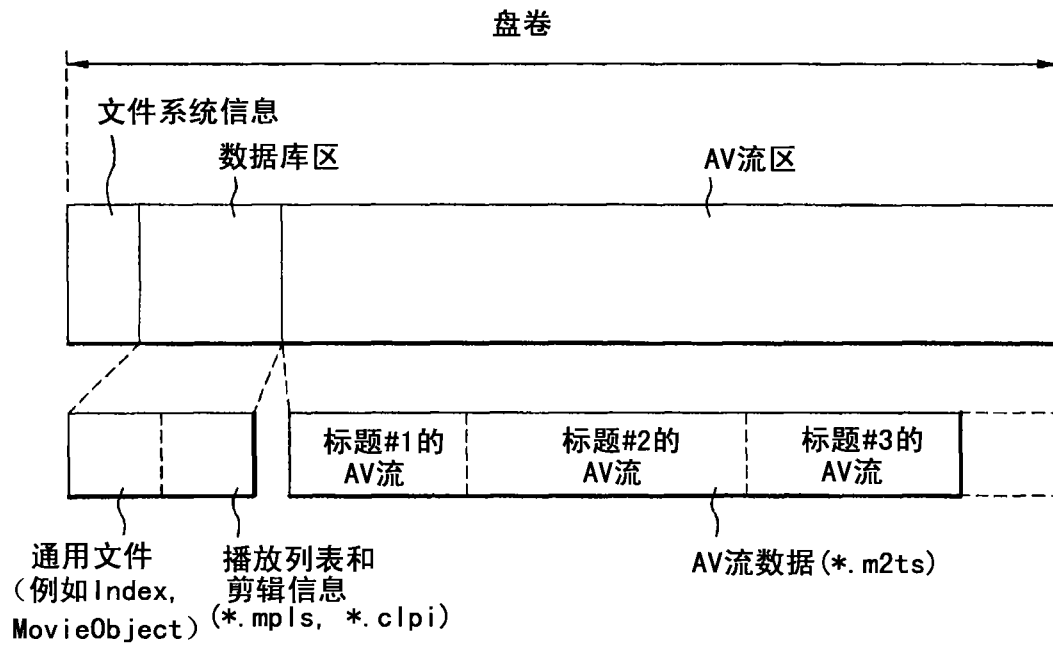 盘卷
文件系统信息
数据库区
AV流区
标题#1的
AV流
标题#2的
AV流
标题#3的
AV流
通用文件
(例如Index,
MovieObject)
播放列表和
剪辑信息
(*.mpls, *.clpi)
AV流数据(*.m2ts)